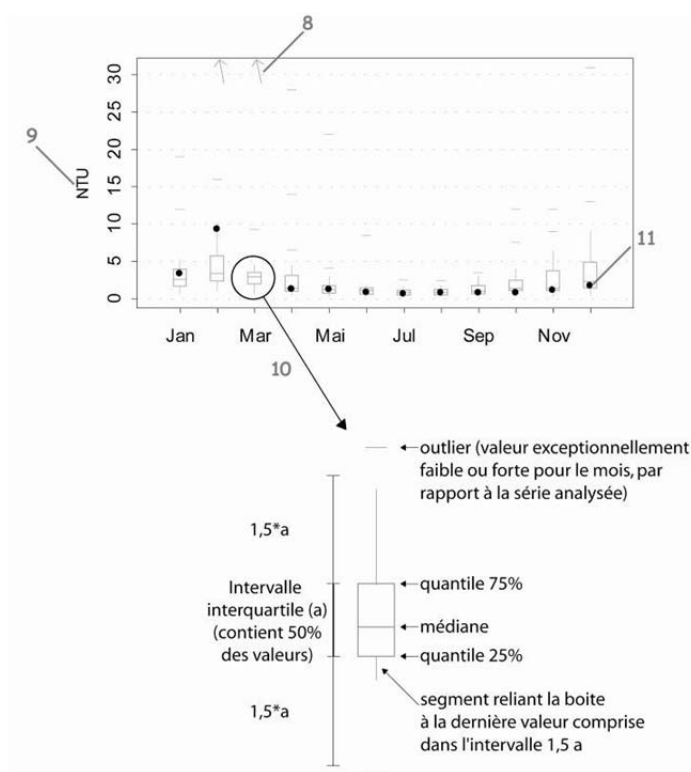 8
30
25
9
20
NTU
15
10
11
5
0
Jan Mar Mai Jul Sep Nov
10
outlier (valeur exceptionnellement
faible ou forte pour le mois, par
rapport à la série analysée)
1,5*a
quantile 75%
Intervalle
interquartile (a)
(contient 50%
des valeurs)
médiane
quantile 25%
1,5*a
segment reliant la boite
à la dernière valeur comprise
dans l'intervalle 1,5 a